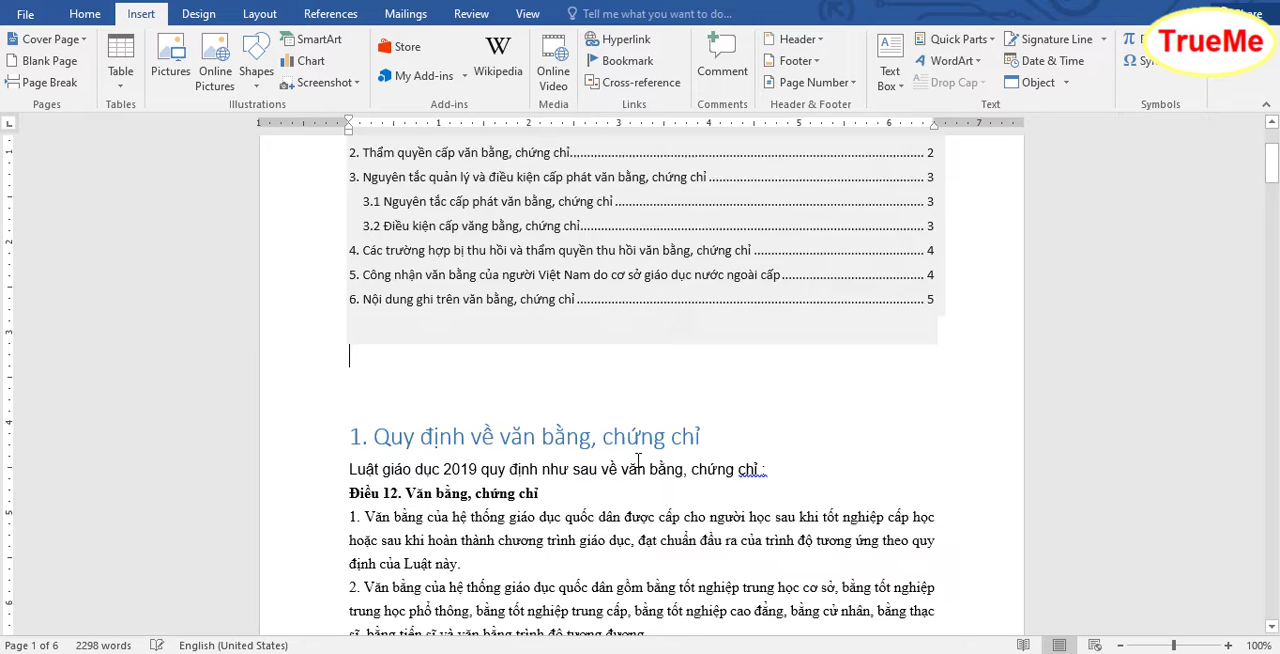 File Home Insert Design Layout References Mailings Review View Tell me what you want to do...
TrueMe
Cover Page
Blank Page
Page Break
Pages
Table
Tables
Pictures
Online Pictures
Shapes
SmartArt
Chart
Screenshot
Illustrations
Store
My Add-ins
W
Wikipedia
Add-ins
Online Video
Media
Hyperlink
Bookmark
Cross-reference
Links
Comment
Comments
Header
Footer
Page Number
Header & Footer
Text Box
Quick Parts
WordArt
Drop Cap
Signature Line
Date & Time
Object
Text
π
Ω
Symbols
1 1 2 3 4 5 6 7
2. Thẩm quyền cấp văn bằng, chứng chỉ............ 2
3. Nguyên tắc quản lý và điều kiện cấp phát văn bằng, chứng chỉ............ 3
3.1 Nguyên tắc cấp phát văn bằng, chứng chỉ............ 3
3.2 Điều kiện cấp văng bằng, chứng chỉ............ 3
4. Các trường hợp bị thu hồi và thẩm quyền thu hồi văn bằng, chứng chỉ............ 4
5. Công nhận văn bằng của người Việt Nam do cơ sở giáo dục nước ngoài cấp............ 4
6. Nội dung ghi trên văn bằng, chứng chỉ............ 5
1. Quy định về văn bằng, chứng chỉ
Luật giáo dục 2019 quy định như sau về văn bằng, chứng chỉ :
Điều 12. Văn bằng, chứng chỉ
1. Văn bằng của hệ thống giáo dục quốc dân được cấp cho người học sau khi tốt nghiệp cấp học
hoặc sau khi hoàn thành chương trình giáo dục, đạt chuẩn đầu ra của trình độ tương ứng theo quy
định của Luật này.
2. Văn bằng của hệ thống giáo dục quốc dân gồm bằng tốt nghiệp trung học cơ sở, bằng tốt nghiệp
trung học phổ thông, bằng tốt nghiệp trung cấp, bằng tốt nghiệp cao đẳng, bằng cử nhân, bằng thạc
sĩ, bằng tiến sĩ và văn bằng trình độ tương đương.
Page 1 of 6 2298 words English (United States) 100%